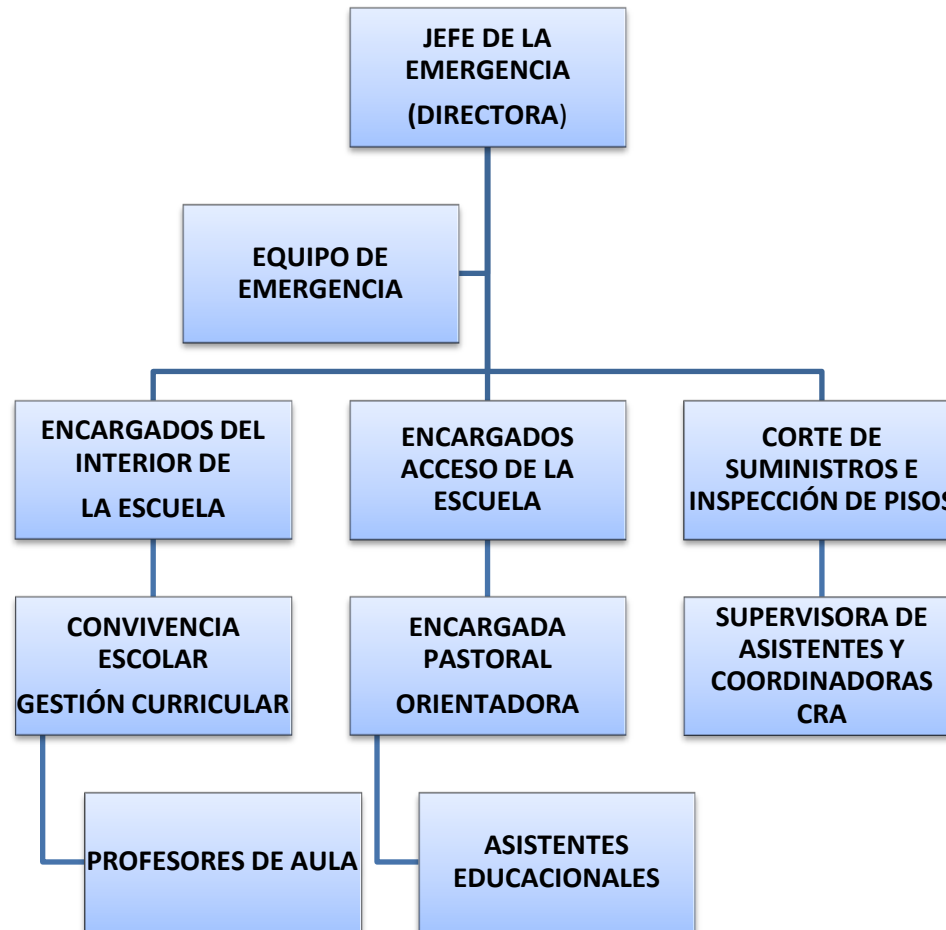 JEFE DE LA
EMERGENCIA
(DIRECTORA)
EQUIPO DE
EMERGENCIA
ENCARGADOS DEL
INTERIOR DE
LA ESCUELA
ENCARGADOS
ACCESO DE LA
ESCUELA
CORTE DE
SUMINISTROS E
INSPECCIÓN DE PISOS
CONVIVENCIA
ESCOLAR
GESTIÓN CURRICULAR
ENCARGADA
PASTORAL
ORIENTADORA
SUPERVISORA DE
ASISTENTES Y
COORDINADORAS
CRA
PROFESORES DE AULA
ASISTENTES
EDUCACIONALES